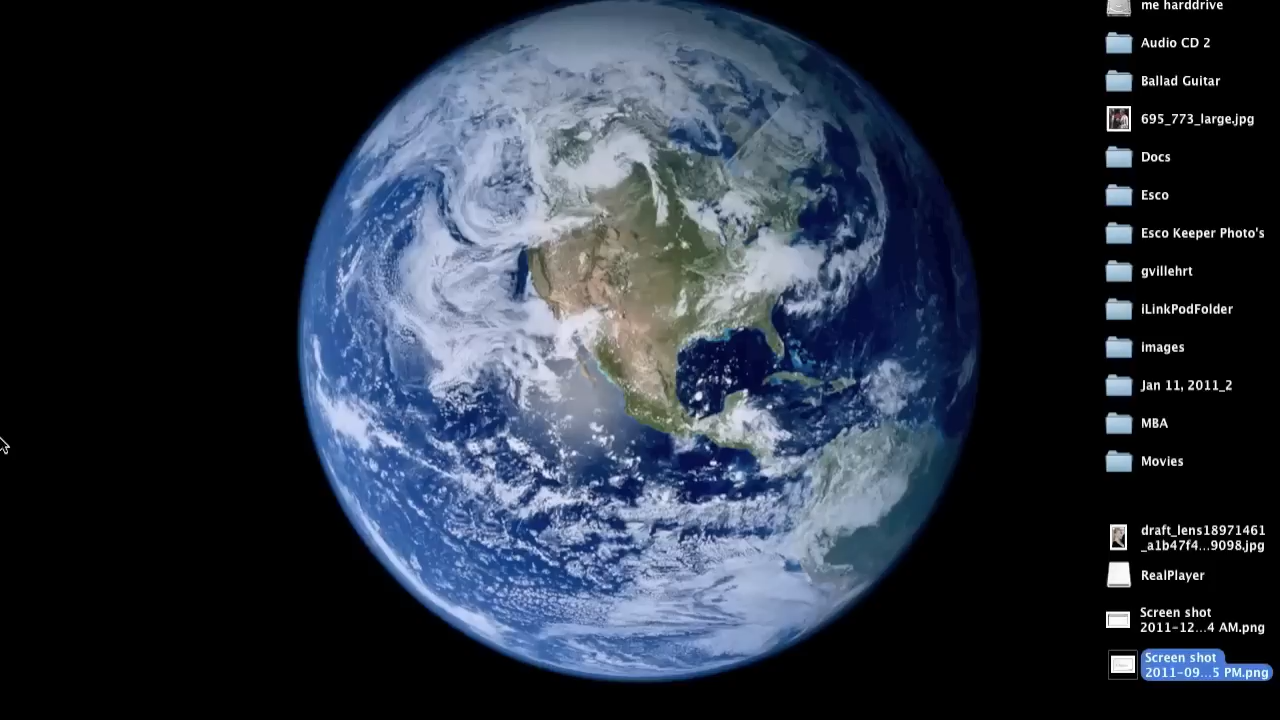 me harddrive
Audio CD 2
Ballad Guitar
695_773_large.jpg
Docs
Esco
Esco Keeper Photo's
gvillehrt
iLinkPodFolder
images
Jan 11, 2011_2
MBA
Movies
draft_lens18971461
_a1b47f4...9098.jpg
RealPlayer
Screen shot
2011-12...4 AM.png
Screen shot
2011-09...5 PM.png